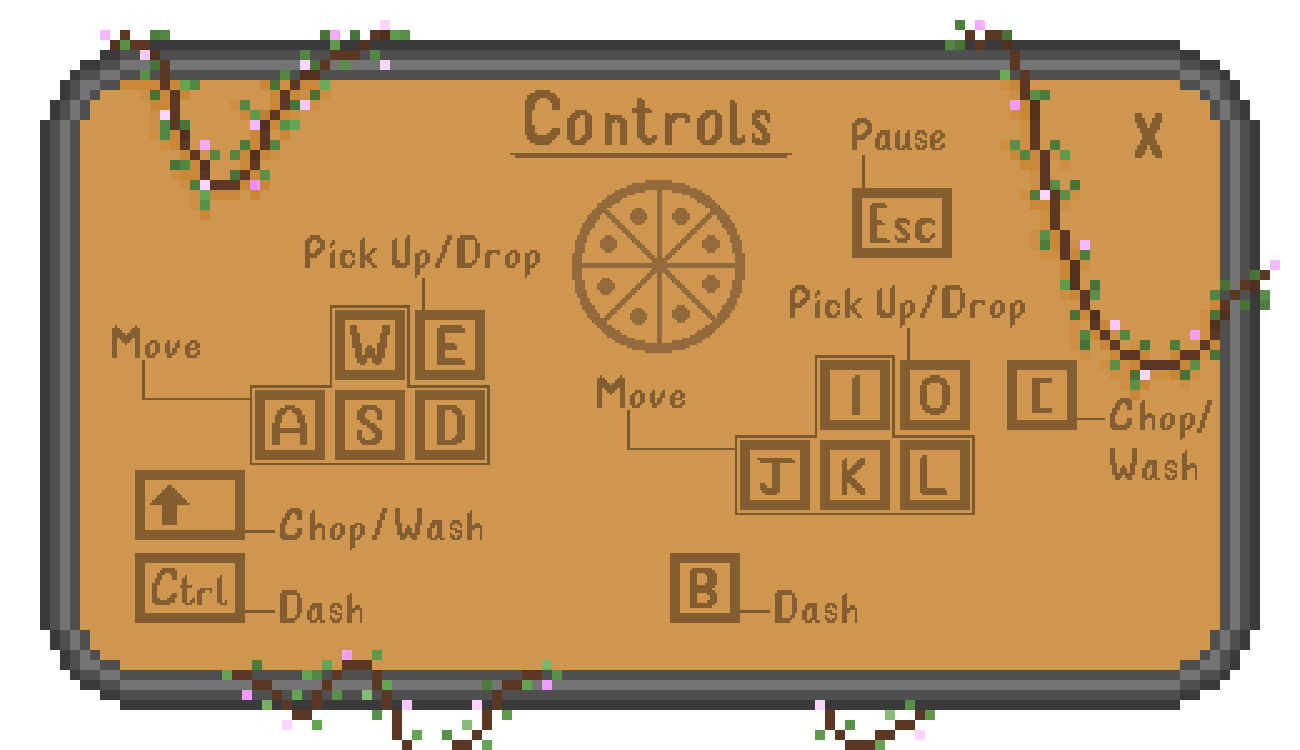 Controls
X
Pause
Esc
Pick Up/Drop
W E
Move
A S D
Chop/Wash
Ctrl
Dash
Pick Up/Drop
I O
Move
J K L
[
Chop/
Wash
B
Dash